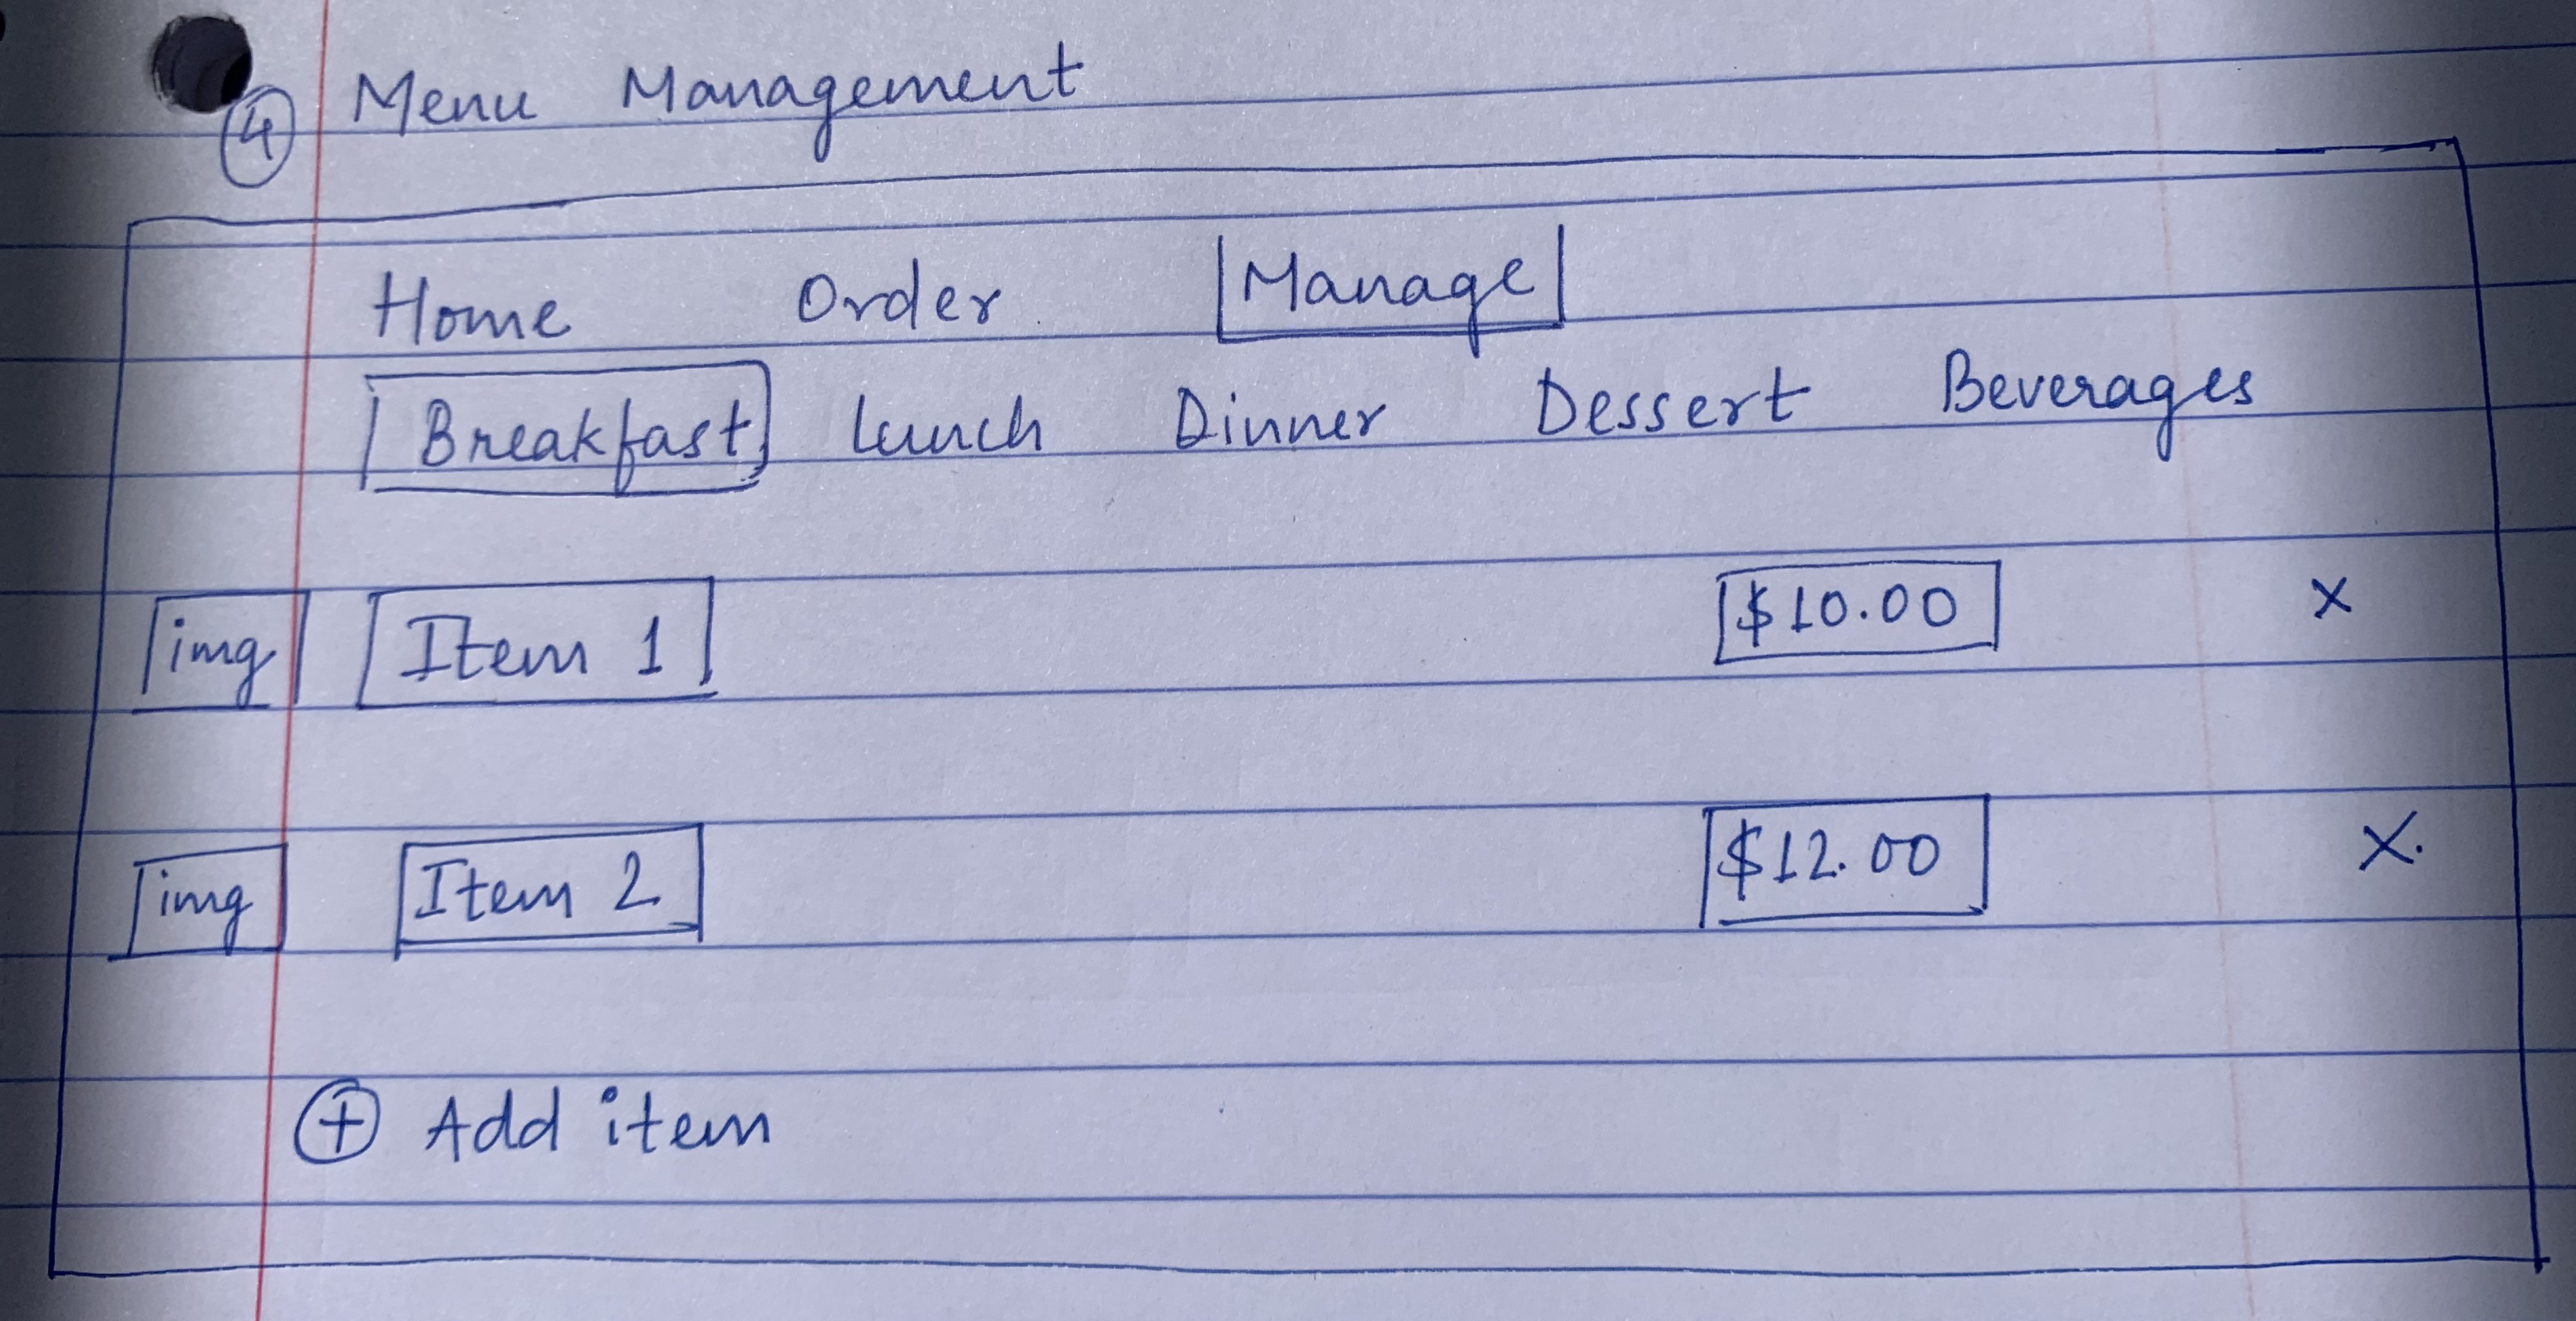 ④ Menu Management
Home Order Manage
Breakfast Lunch Dinner Dessert Beverages
img Item 1 $10.00 x
img Item 2 $12.00 X.
⊕ Add item